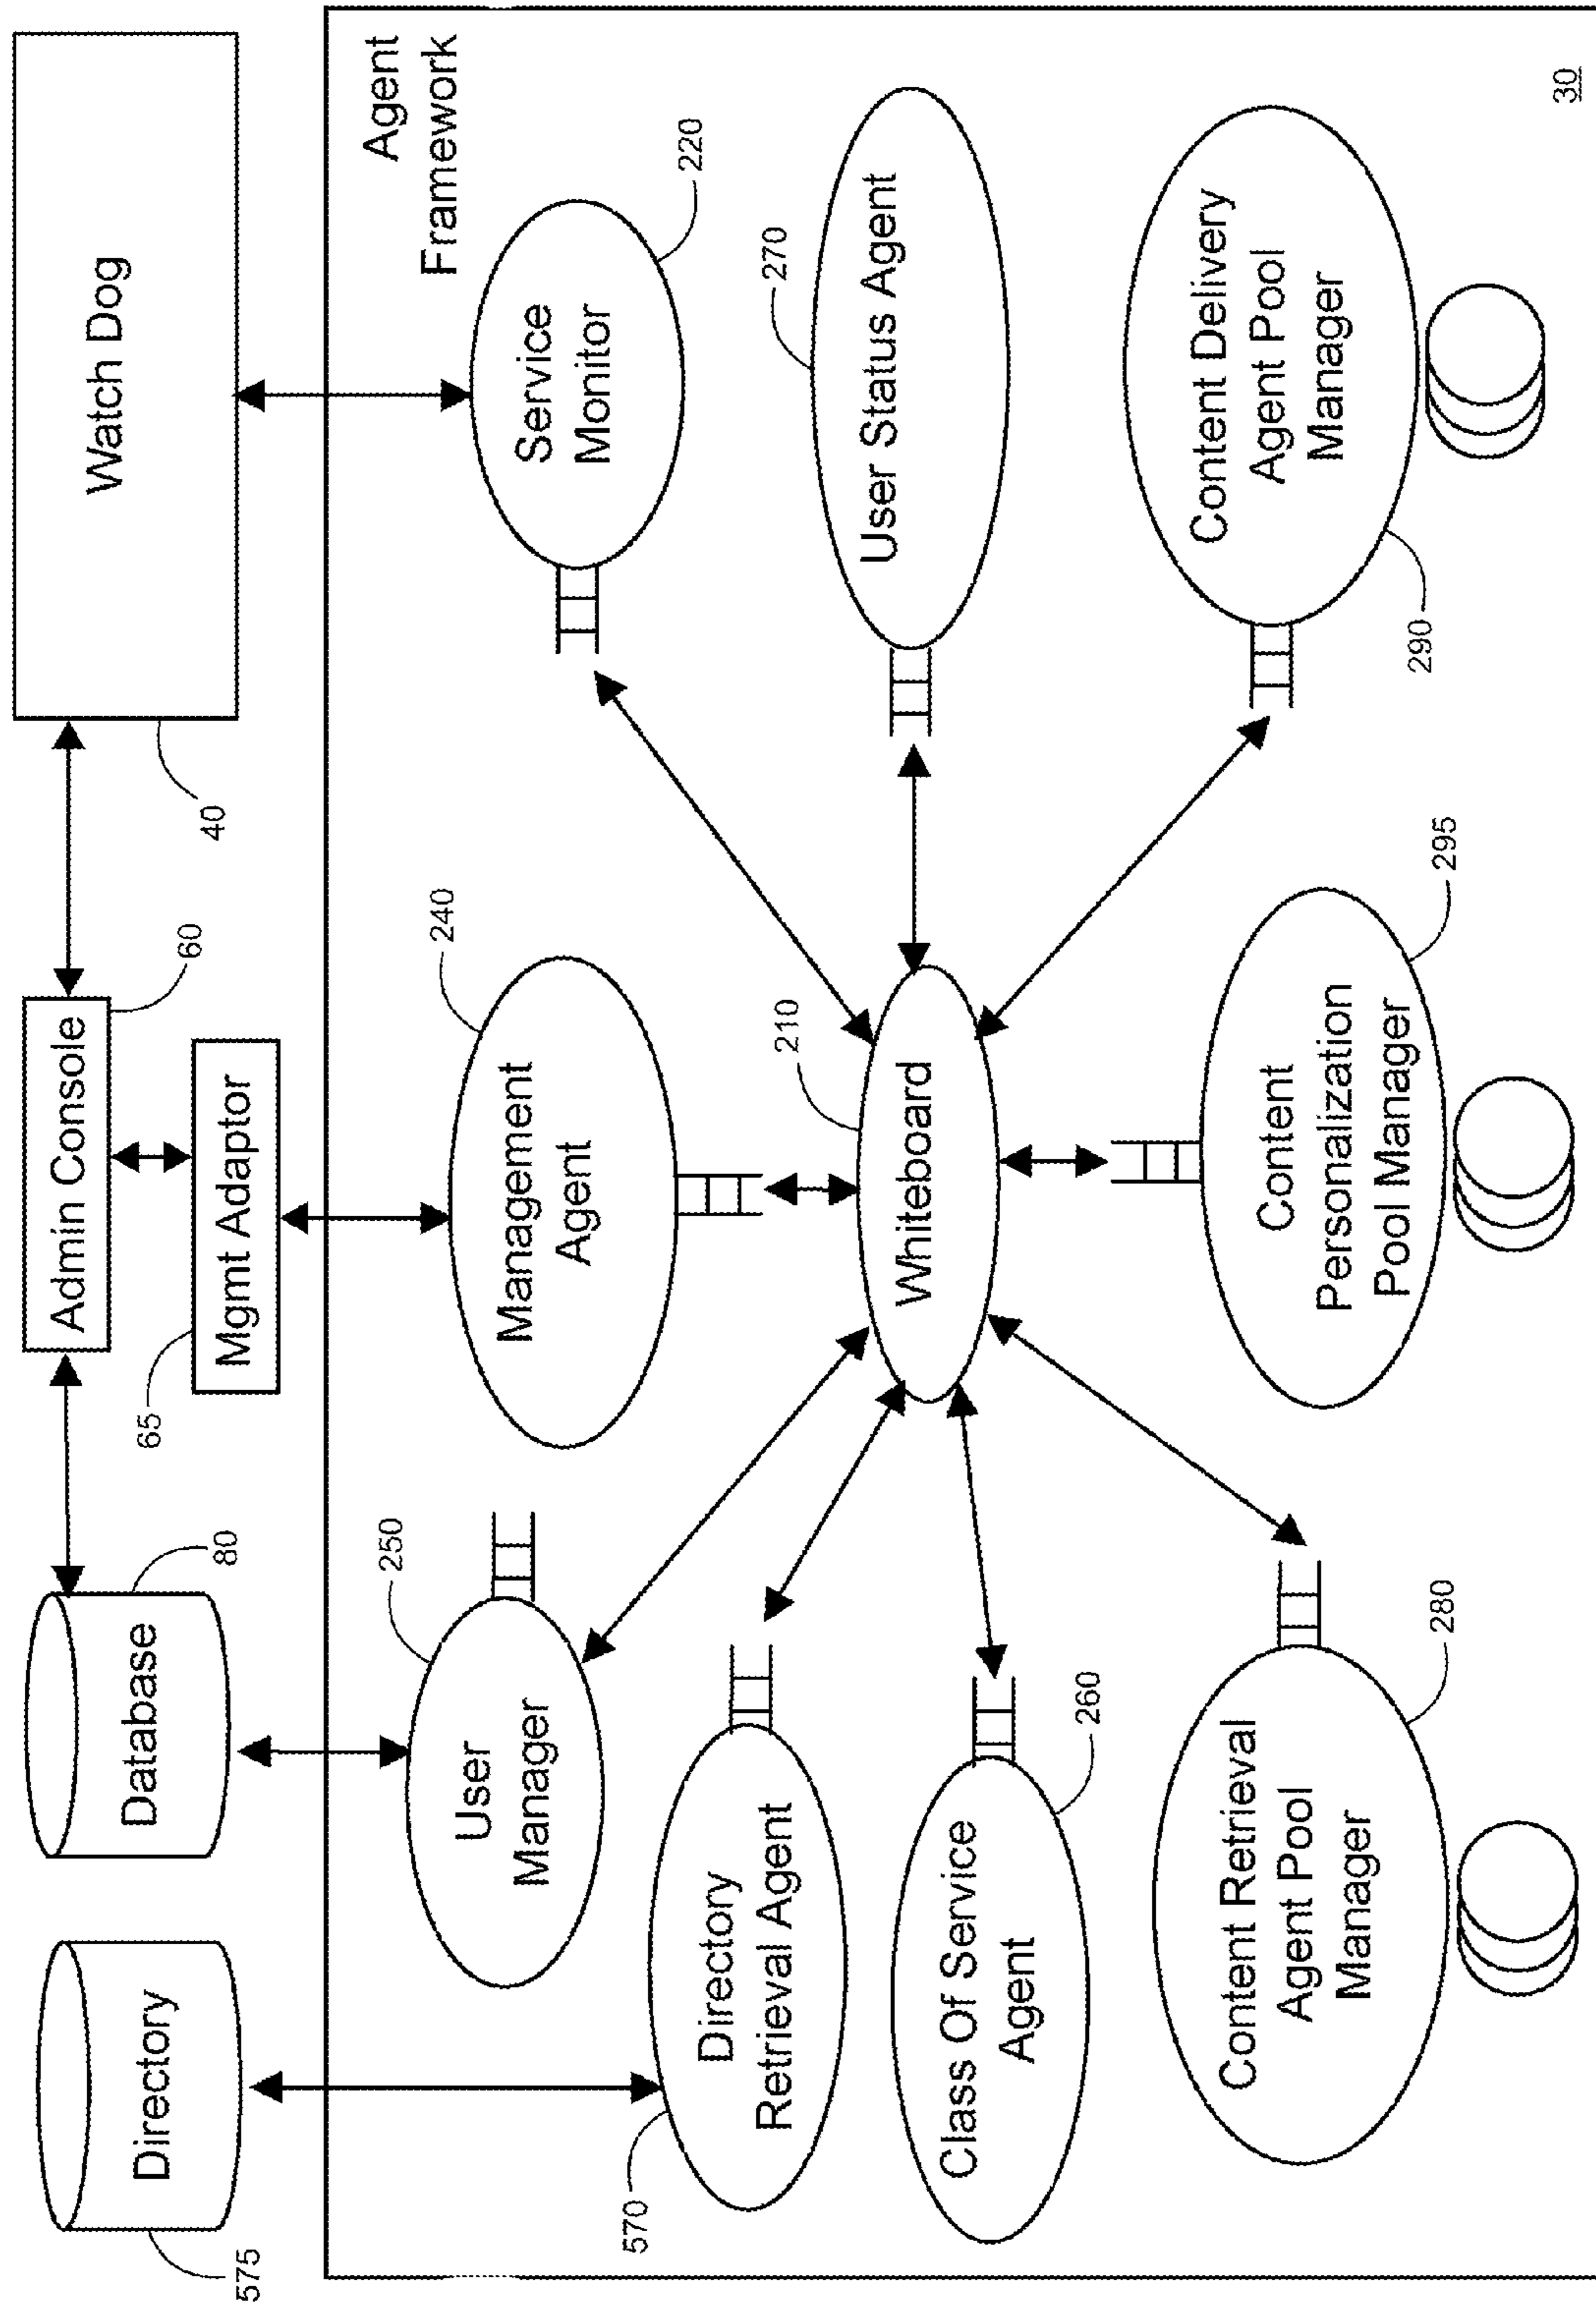 Directory
575
Database
80
Admin Console
60
Mgmt Adaptor
65
Watch Dog
40
Agent
Framework
User
Manager
250
Management
Agent
240
Service
Monitor
220
Directory
Retrieval Agent
570
Whiteboard
210
User Status Agent
270
Class Of Service
Agent
260
Content Retrieval
Agent Pool
Manager
280
Content
Personalization
Pool Manager
295
Content Delivery
Agent Pool
Manager
290
30